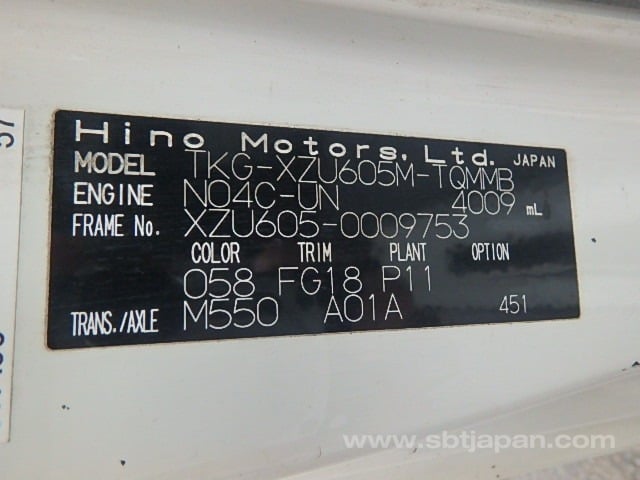 Hino Motors, Ltd. JAPAN
MODEL TKG-XZU605M-TQMMB
ENGINE N04C-UN 4009 mL
FRAME No. XZU605-0009753
COLOR TRIM PLANT OPTION
058 FG18 P11
TRANS./AXLE M550 A01A 451
57
www.sbtjapan.com